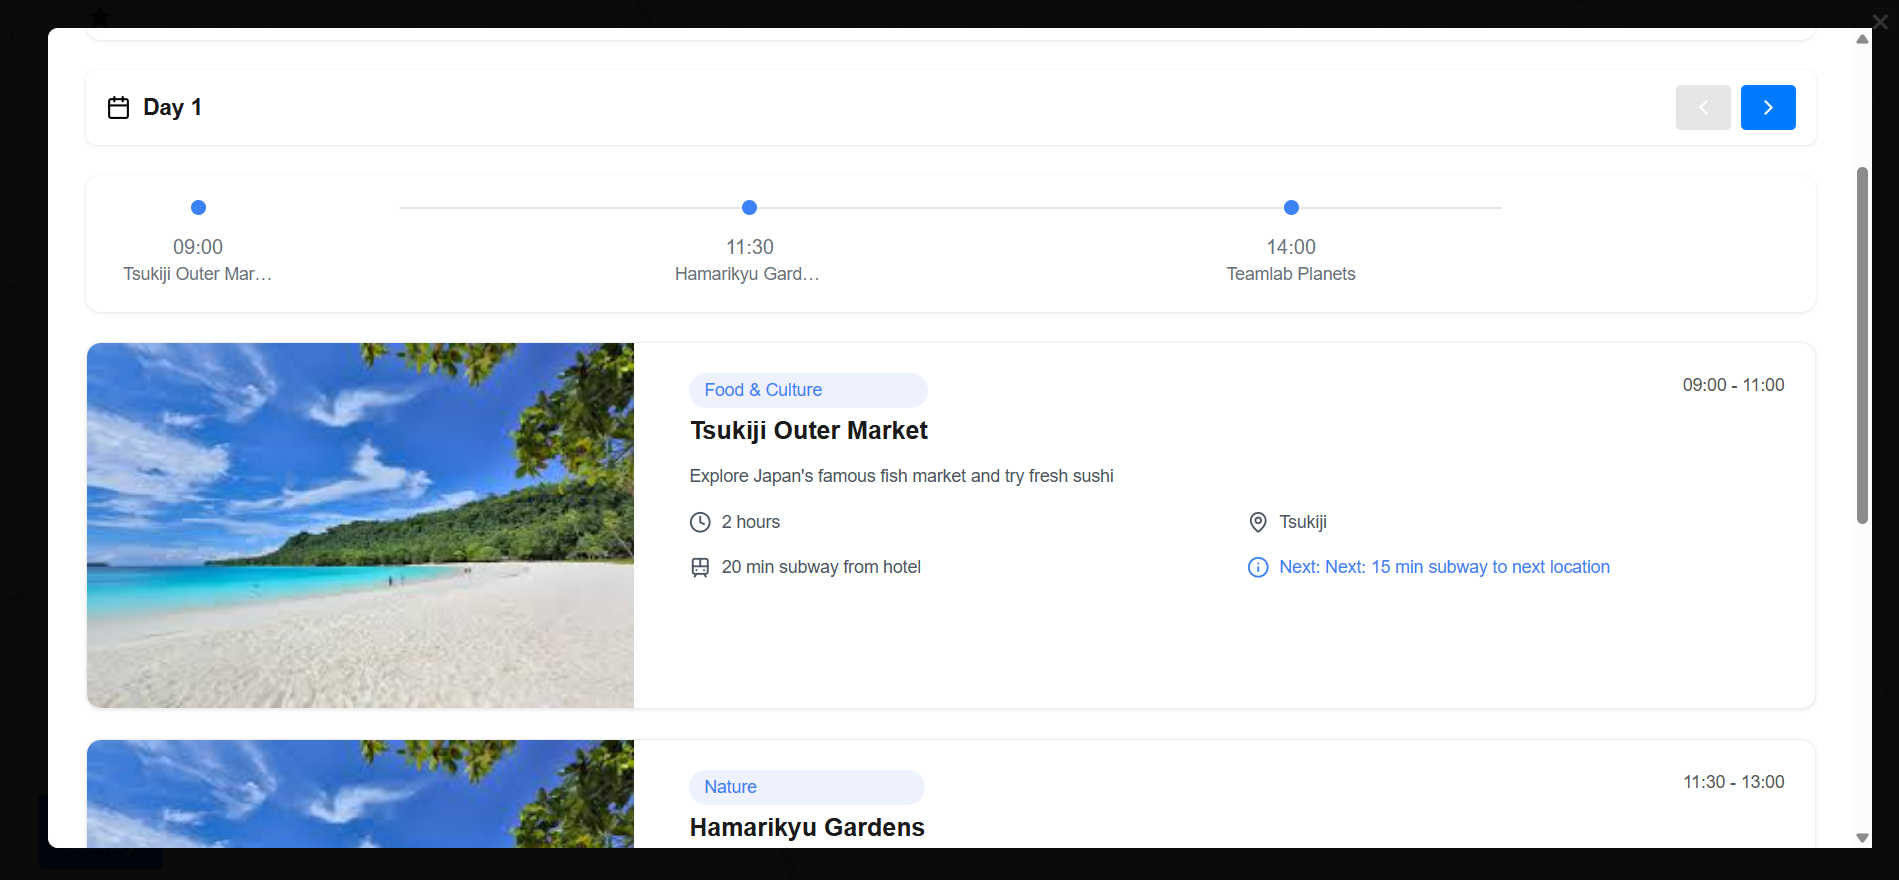 Day 1
09:00
Tsukiji Outer Mar…
11:30
Hamarikyu Gard…
14:00
Teamlab Planets
Food & Culture
09:00 - 11:00
Tsukiji Outer Market
Explore Japan's famous fish market and try fresh sushi
2 hours
Tsukiji
20 min subway from hotel
Next: Next: 15 min subway to next location
Nature
11:30 - 13:00
Hamarikyu Gardens